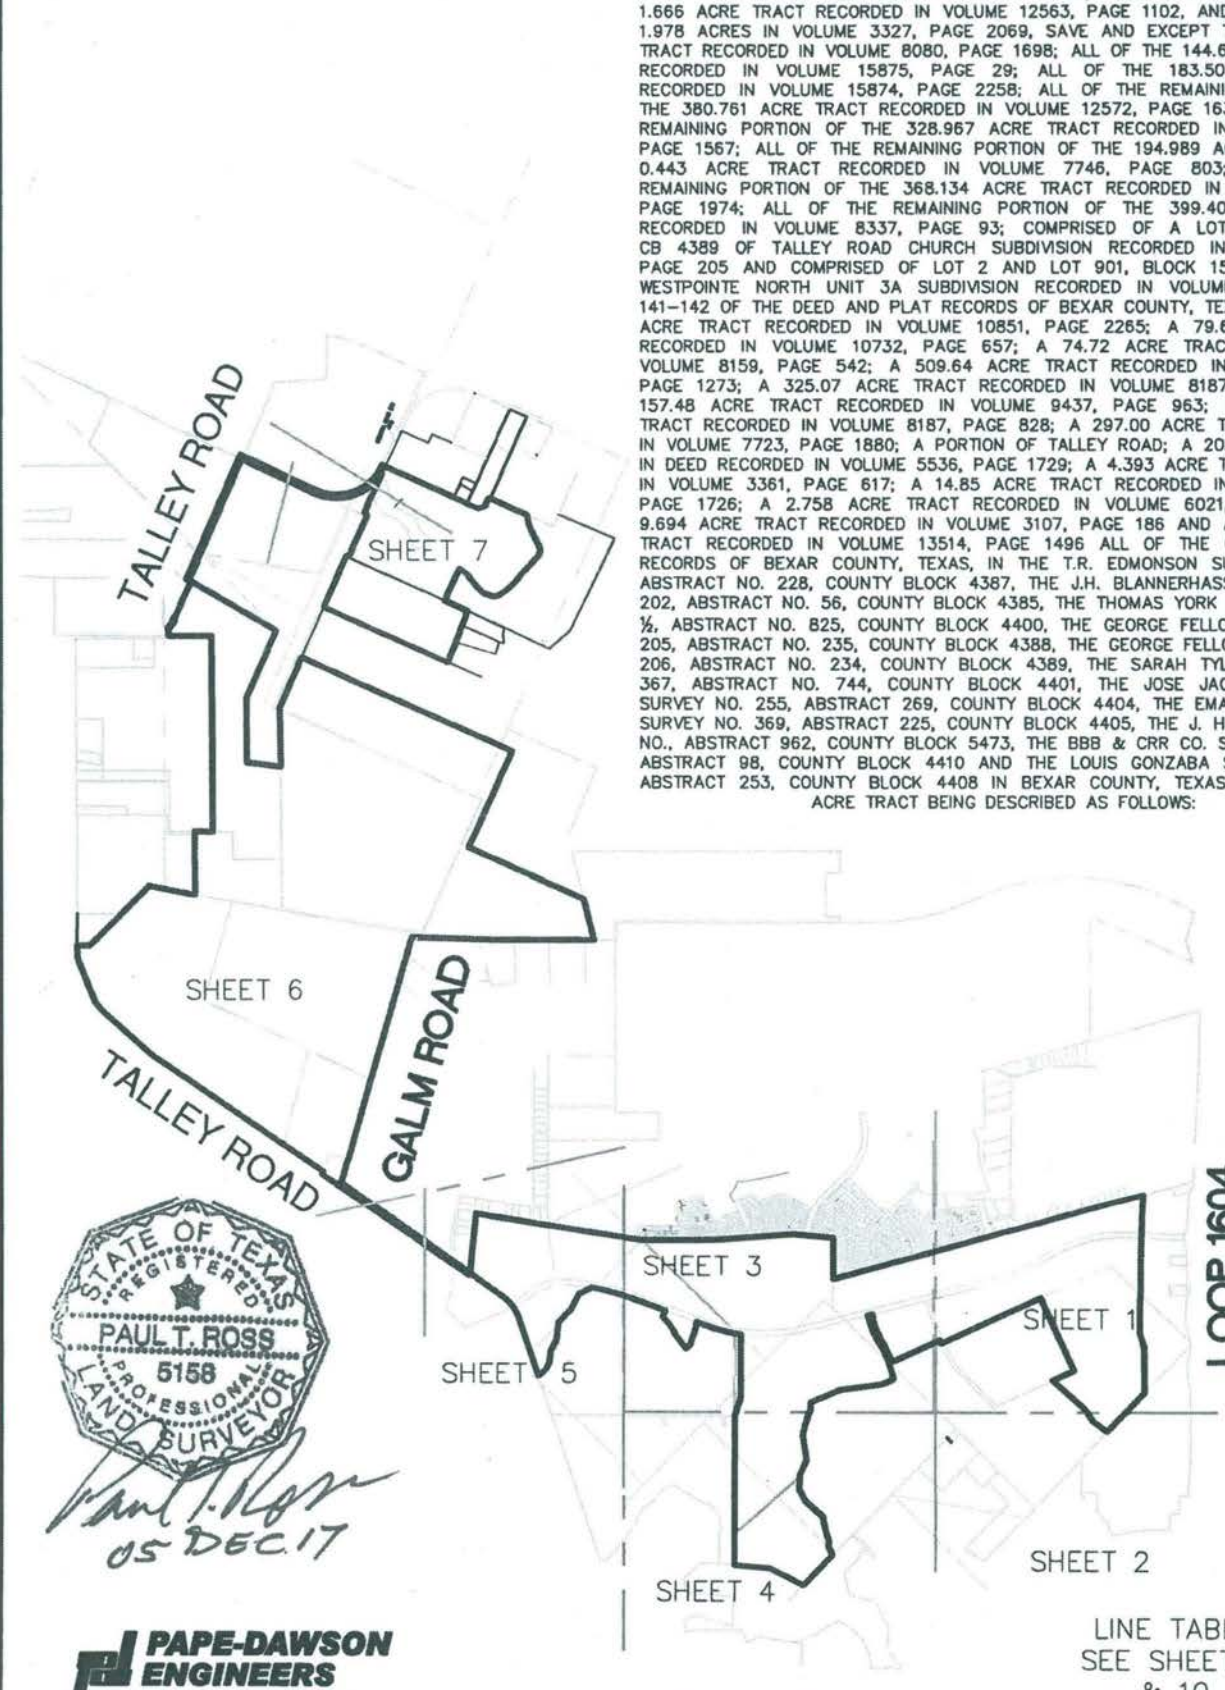 1.666 ACRE TRACT RECORDED IN VOLUME 12563, PAGE 1102, AND
1.978 ACRES IN VOLUME 3327, PAGE 2069, SAVE AND EXCEPT
TRACT RECORDED IN VOLUME 8080, PAGE 1698; ALL OF THE 144.6
RECORDED IN VOLUME 15875, PAGE 29; ALL OF THE 183.50
RECORDED IN VOLUME 15874, PAGE 2258; ALL OF THE REMAINI
THE 380.761 ACRE TRACT RECORDED IN VOLUME 12572, PAGE 16
REMAINING PORTION OF THE 328.967 ACRE TRACT RECORDED IN
PAGE 1567; ALL OF THE REMAINING PORTION OF THE 194.989 A
0.443 ACRE TRACT RECORDED IN VOLUME 7746, PAGE 803;
REMAINING PORTION OF THE 368.134 ACRE TRACT RECORDED IN
PAGE 1974; ALL OF THE REMAINING PORTION OF THE 399.40
RECORDED IN VOLUME 8337, PAGE 93; COMPRISED OF A LOT
CB 4389 OF TALLEY ROAD CHURCH SUBDIVISION RECORDED IN
PAGE 205 AND COMPRISED OF LOT 2 AND LOT 901, BLOCK 15
WESTPOINTE NORTH UNIT 3A SUBDIVISION RECORDED IN VOLUM
141-142 OF THE DEED AND PLAT RECORDS OF BEXAR COUNTY, TE
ACRE TRACT RECORDED IN VOLUME 10851, PAGE 2265; A 79.6
RECORDED IN VOLUME 10732, PAGE 657; A 74.72 ACRE TRAC
VOLUME 8159, PAGE 542; A 509.64 ACRE TRACT RECORDED IN
PAGE 1273; A 325.07 ACRE TRACT RECORDED IN VOLUME 8187
157.48 ACRE TRACT RECORDED IN VOLUME 9437, PAGE 963;
TRACT RECORDED IN VOLUME 8187, PAGE 828; A 297.00 ACRE T
IN VOLUME 7723, PAGE 1880; A PORTION OF TALLEY ROAD; A 20
IN DEED RECORDED IN VOLUME 5536, PAGE 1729; A 4.393 ACRE T
IN VOLUME 3361, PAGE 617; A 14.85 ACRE TRACT RECORDED IN
PAGE 1726; A 2.758 ACRE TRACT RECORDED IN VOLUME 6021
9.694 ACRE TRACT RECORDED IN VOLUME 3107, PAGE 186 AND
TRACT RECORDED IN VOLUME 13514, PAGE 1496 ALL OF THE
RECORDS OF BEXAR COUNTY, TEXAS, IN THE T.R. EDMONSON S
ABSTRACT NO. 228, COUNTY BLOCK 4387, THE J.H. BLANNERHASS
202, ABSTRACT NO. 56, COUNTY BLOCK 4385, THE THOMAS YORK
½, ABSTRACT NO. 825, COUNTY BLOCK 4400, THE GEORGE FELLO
205, ABSTRACT NO. 235, COUNTY BLOCK 4388, THE GEORGE FELLO
206, ABSTRACT NO. 234, COUNTY BLOCK 4389, THE SARAH TYL
367, ABSTRACT NO. 744, COUNTY BLOCK 4401, THE JOSE JAC
SURVEY NO. 255, ABSTRACT 269, COUNTY BLOCK 4404, THE EMA
SURVEY NO. 369, ABSTRACT 225, COUNTY BLOCK 4405, THE J. H
NO., ABSTRACT 962, COUNTY BLOCK 5473, THE BBB & CRR CO. S
ABSTRACT 98, COUNTY BLOCK 4410 AND THE LOUIS GONZABA
ABSTRACT 253, COUNTY BLOCK 4408 IN BEXAR COUNTY, TEXAS
ACRE TRACT BEING DESCRIBED AS FOLLOWS:
TALLEY ROAD
SHEET 7
SHEET 6
GALM ROAD
TALLEY ROAD
LOOP 1604
SHEET 3
SHEET 1
SHEET 5
SHEET 2
SHEET 4
STATE OF TEXAS
REGISTERED
PAUL T. ROSS
5158
PROFESSIONAL
LAND SURVEYOR
Paul T. Ross
05 DEC.17
PAPE-DAWSON
ENGINEERS
LINE TAB
SEE SHEET
& 10